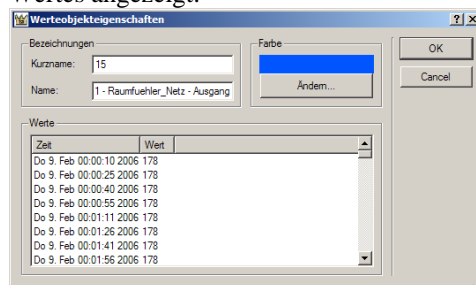 Wertes angezeigt.
Werteobjekteigenschaften
Bezeichnungen
Kurzname: 15
Name: 1 - Raumfuehler_Netz - Ausgang
Farbe
Ändern...
OK
Cancel
Werte
Zeit Wert
Do 9. Feb 00:00:10 2006 178
Do 9. Feb 00:00:25 2006 178
Do 9. Feb 00:00:40 2006 178
Do 9. Feb 00:00:55 2006 178
Do 9. Feb 00:01:11 2006 178
Do 9. Feb 00:01:26 2006 178
Do 9. Feb 00:01:41 2006 178
Do 9. Feb 00:01:56 2006 178